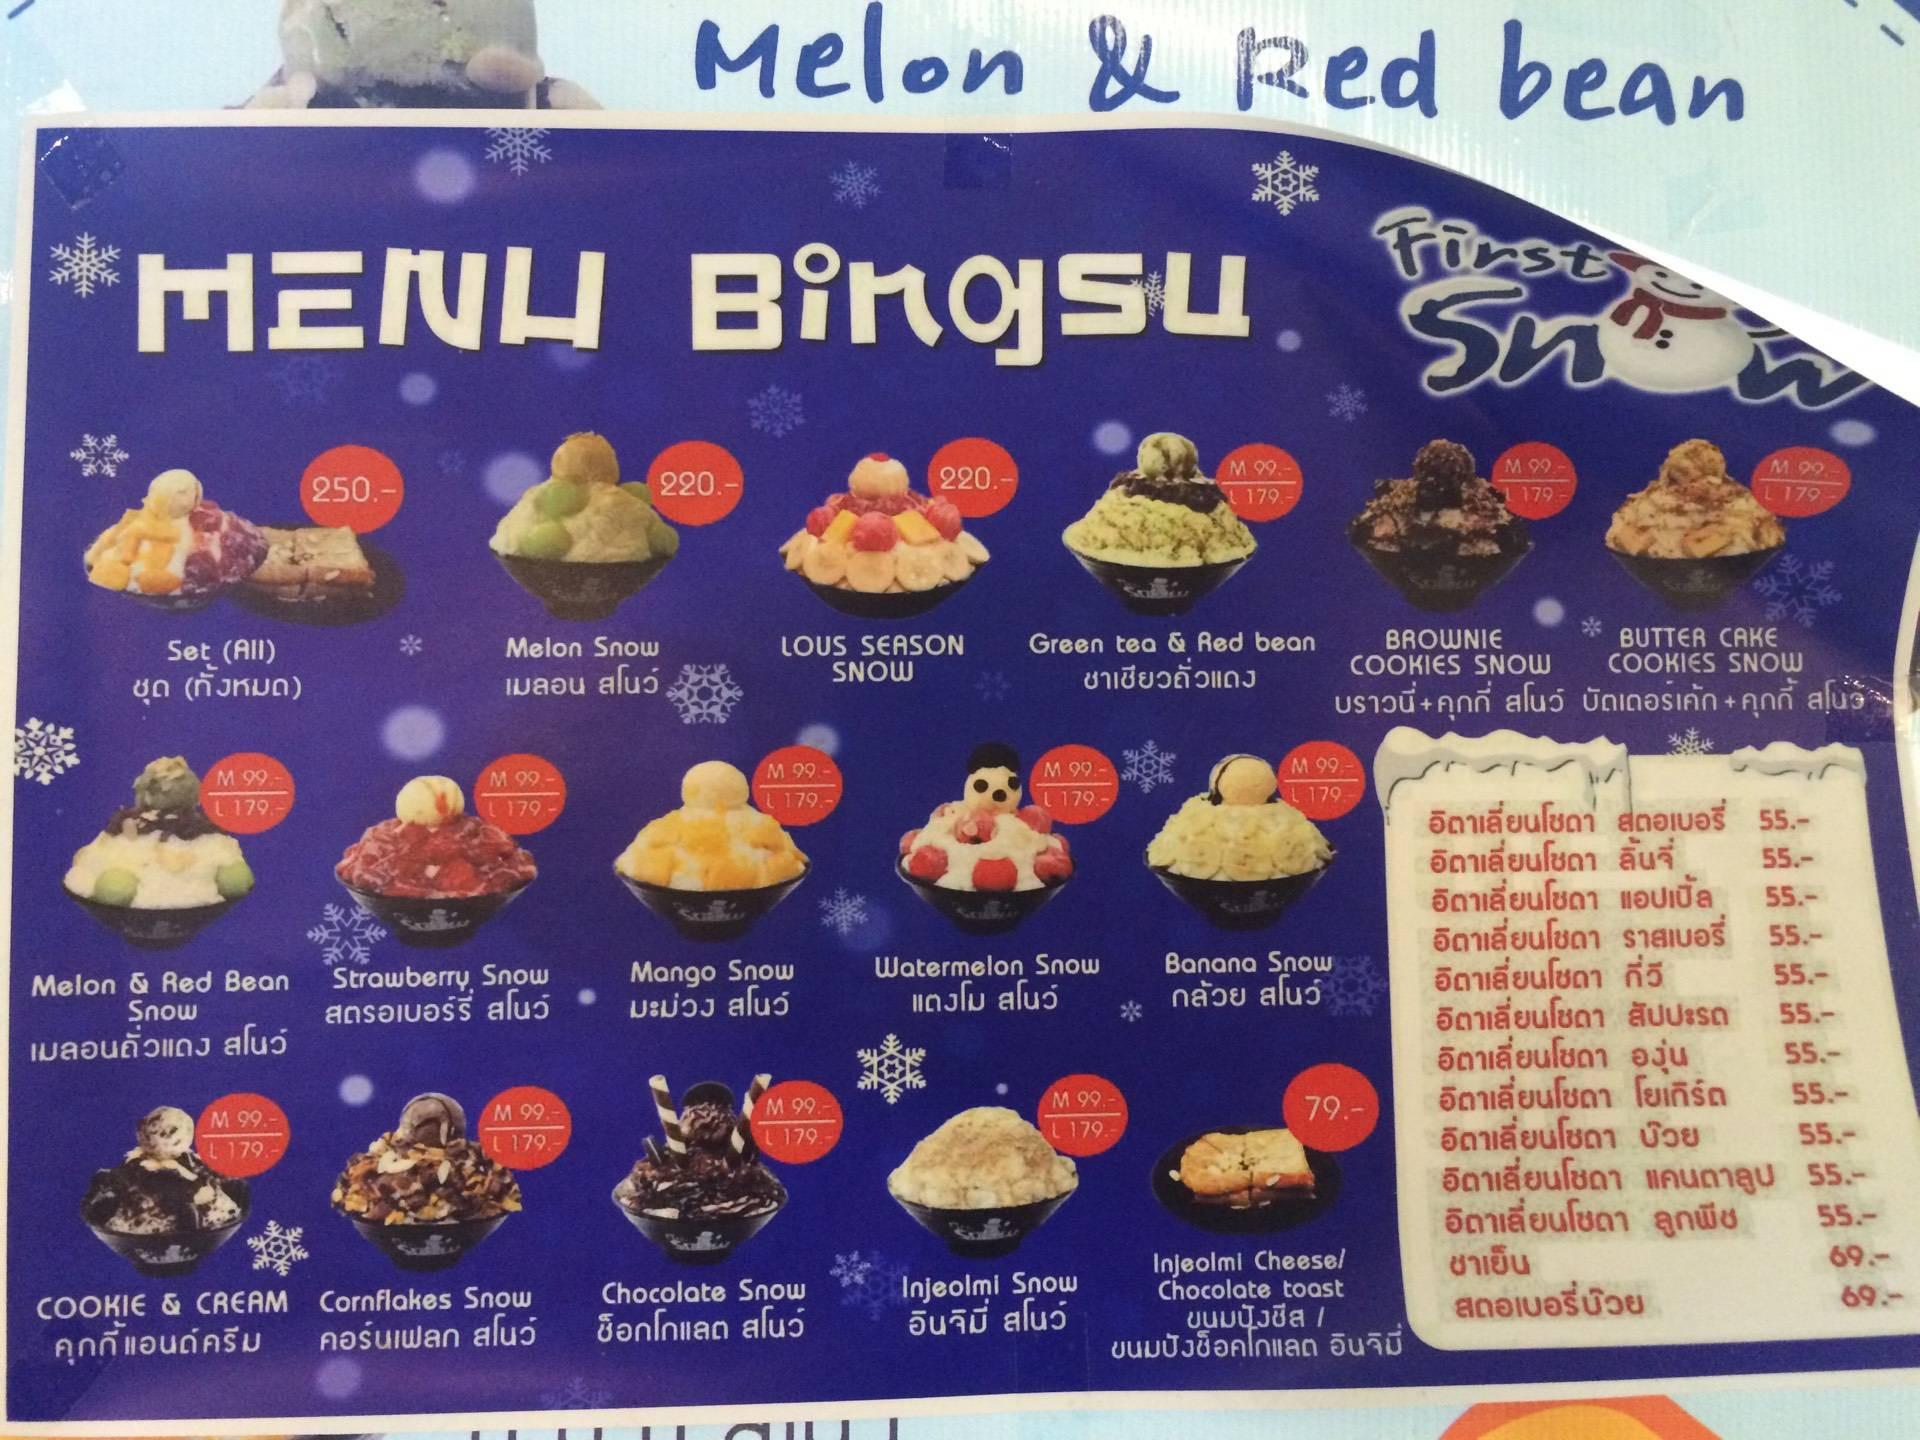 Melon & Red bean
MENU Bingsu
First
Snow
250.-
Set (All)
ชุด (ทั้งหมด)
220.-
Melon Snow
เมลอน สโนว์
220.-
LOUS SEASON
SNOW
M 99.-
L 179.-
Green tea & Red bean
ชาเขียวถั่วแดง
M 99.-
L 179.-
BROWNIE
COOKIES SNOW
บราวนี่+คุกกี่ สโนว์
M 99.-
L 179.-
BUTTER CAKE
COOKIES SNOW
บัตเตอร์เค้ก+คุกกี้ สโนว์
M 99.-
L 179.-
Melon & Red Bean
Snow
เมลอนถั่วแดง สโนว์
M 99.-
L 179.-
Strawberry Snow
สตรอเบอร์รี่ สโนว์
M 99.-
L 179.-
Mango Snow
มะม่วง สโนว์
M 99.-
L 179.-
Watermelon Snow
แตงโม สโนว์
M 99.-
L 179.-
Banana Snow
กล้วย สโนว์
M 99.-
L 179.-
COOKIE & CREAM
คุกกี้แอนด์ครีม
M 99.-
L 179.-
Cornflakes Snow
คอร์นเฟลก สโนว์
M 99.-
L 179.-
Chocolate Snow
ช็อกโกแลต สโนว์
M 99.-
L 179.-
Injeolmi Snow
อินจิมี่ สโนว์
79.-
Injeolmi Cheese/
Chocolate toast
ขนมปังชีส /
ขนมปังช็อคโกแลต อินจิมี่
อิตาเลี่ยนโซดา สตอเบอรี่ 55.-
อิตาเลี่ยนโซดา ลิ้นจี่ 55.-
อิตาเลี่ยนโซดา แอปเปิ้ล 55.-
อิตาเลี่ยนโซดา ราสเบอรี่ 55.-
อิตาเลี่ยนโซดา กี่วี 55.-
อิตาเลี่ยนโซดา สัปปะรด 55.-
อิตาเลี่ยนโซดา องุ่น 55.-
อิตาเลี่ยนโซดา โยเกิร์ต 55.-
อิตาเลี่ยนโซดา บ๊วย 55.-
อิตาเลี่ยนโซดา แคนตาลูป 55.-
อิตาเลี่ยนโซดา ลูกพีช 55.-
ชาเย็น 69.-
สตอเบอรี่บ๊วย 69.-